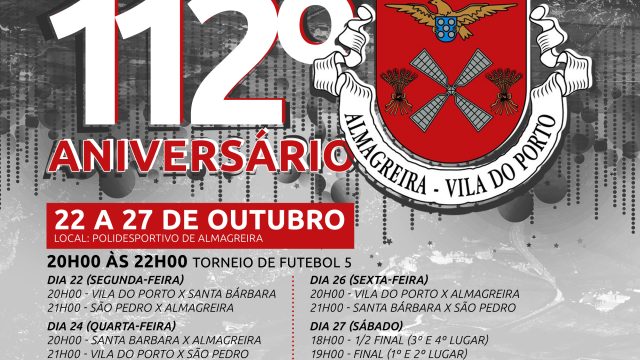 112º
ANIVERSÁRIO
ALMAGREIRA - VILA DO PORTO
22 A 27 DE OUTUBRO
LOCAL: POLIDESPORTIVO DE ALMAGREIRA
20H00 ÀS 22H00 TORNEIO DE FUTEBOL 5
DIA 22 (SEGUNDA-FEIRA)
20H00 - VILA DO PORTO X SANTA BÁRBARA
21H00 - SÃO PEDRO X ALMAGREIRA
DIA 24 (QUARTA-FEIRA)
20H00 - SANTA BARBARA X ALMAGREIRA
21H00 - VILA DO PORTO X SÃO PEDRO
DIA 26 (SEXTA-FEIRA)
20H00 - VILA DO PORTO X ALMAGREIRA
21H00 - SANTA BÁRBARA X SÃO PEDRO
DIA 27 (SÁBADO)
18H00 - 1/2 FINAL (3º E 4º LUGAR)
19H00 - FINAL (1º E 2º LUGAR)